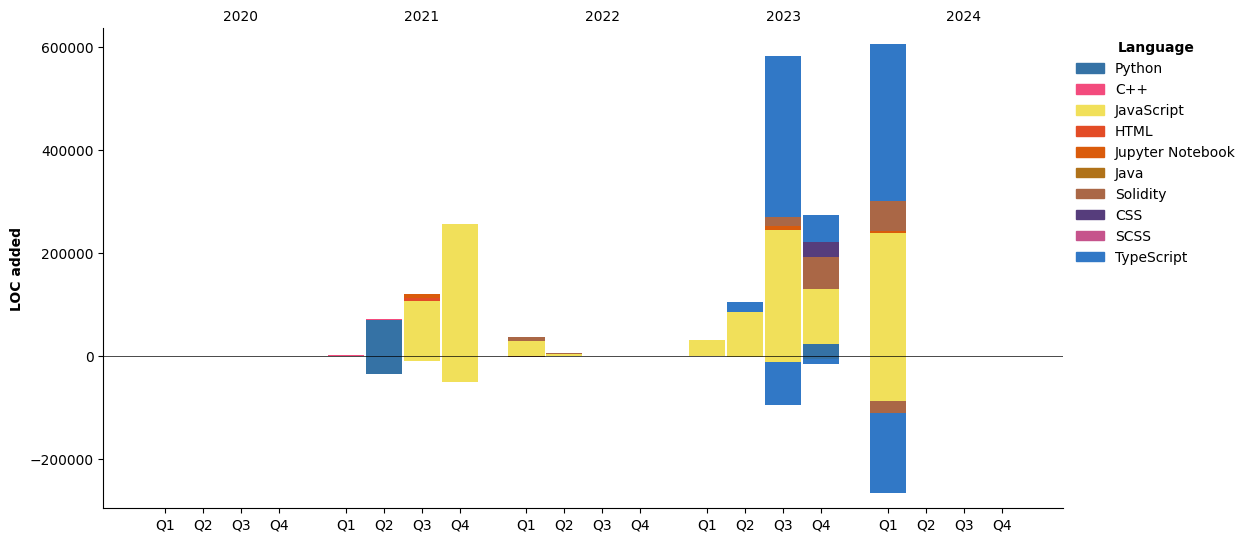 2020 2021 2022 2023 2024
Language
Python
C++
JavaScript
HTML
Jupyter Notebook
Java
Solidity
CSS
SCSS
TypeScript
LOC added
600000
400000
200000
0
−200000
Q1 Q2 Q3 Q4 Q1 Q2 Q3 Q4 Q1 Q2 Q3 Q4 Q1 Q2 Q3 Q4 Q1 Q2 Q3 Q4